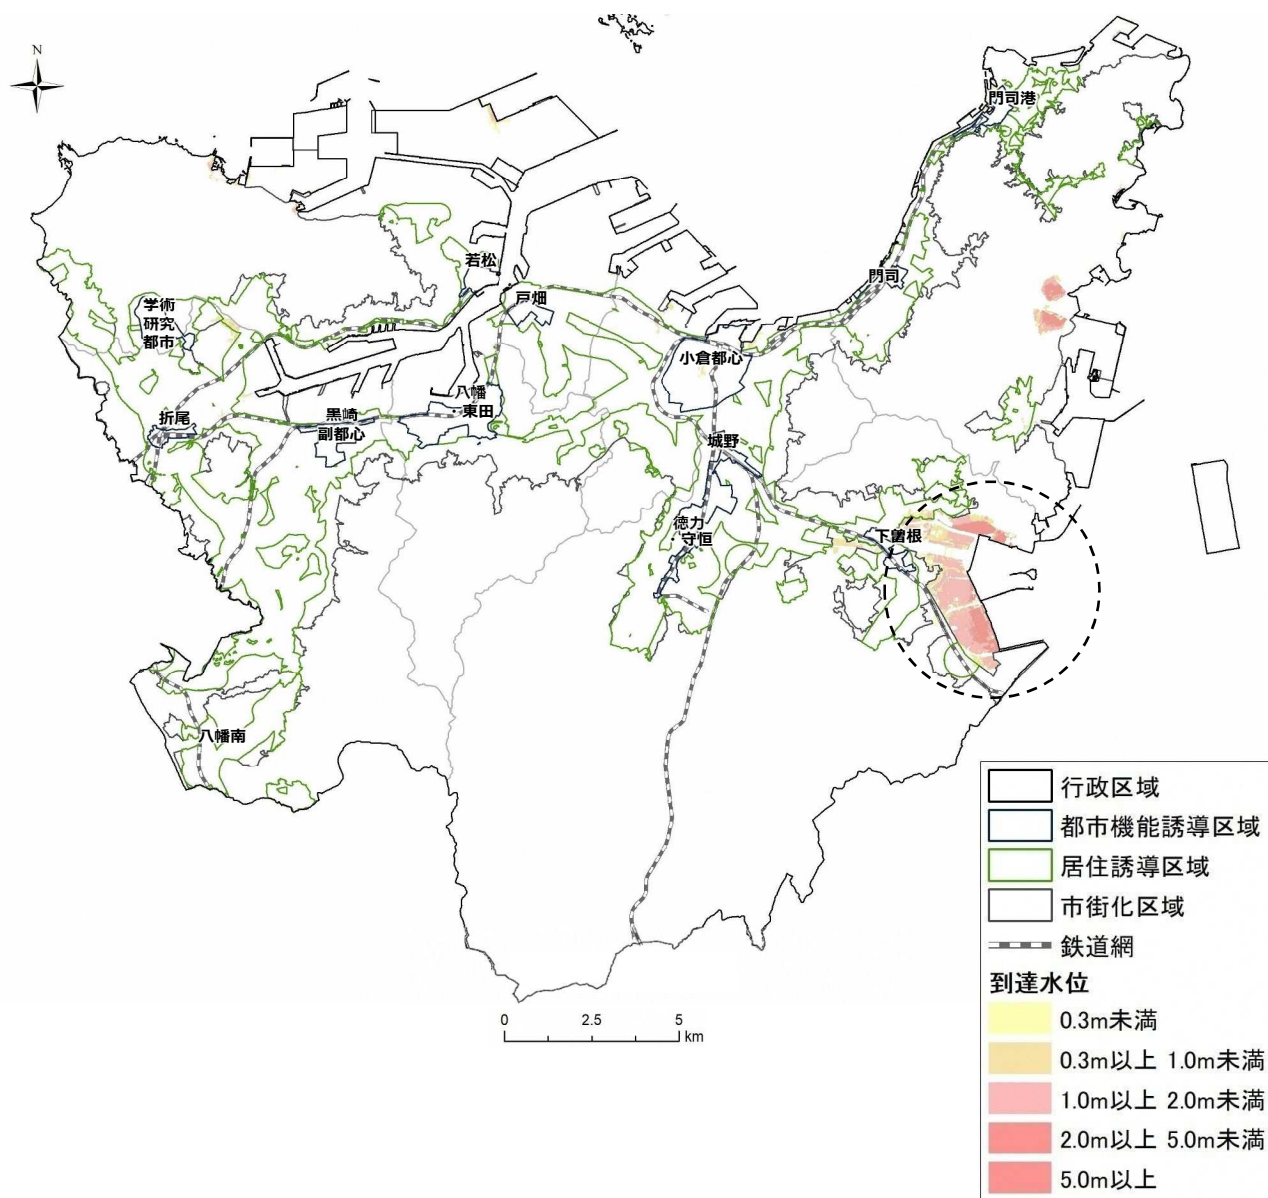 N
門司港
若松
学術
研究
都市
戸畑
門司
小倉都心
八幡
東田
折尾
黒崎
副都心
城野
徳力
守恒
下曽根
八幡南
行政区域
都市機能誘導区域
居住誘導区域
市街化区域
鉄道網
到達水位
0.3m未満
0.3m以上 1.0m未満
1.0m以上 2.0m未満
2.0m以上 5.0m未満
5.0m以上
0 2.5 5
km